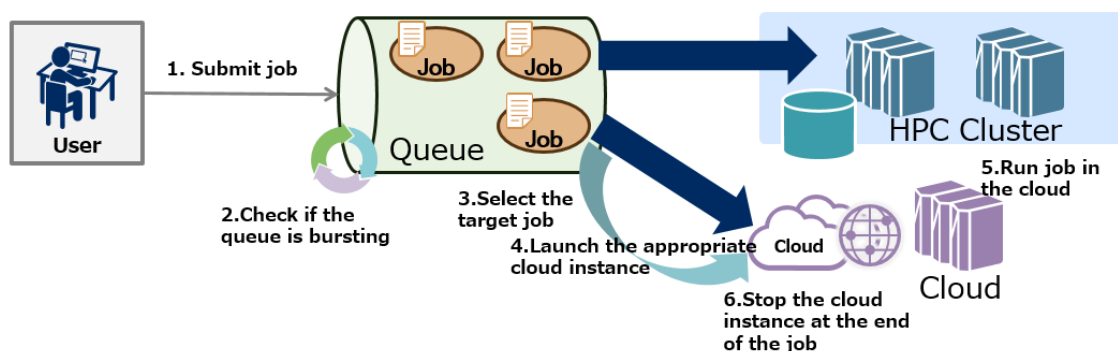 1. Submit job
User
Job
Job
Job
Queue
HPC Cluster
2.Check if the
queue is bursting
3.Select the
target job
4.Launch the appropriate
cloud instance
5.Run job in
the cloud
Cloud
Cloud
6.Stop the cloud
instance at the end
of the job